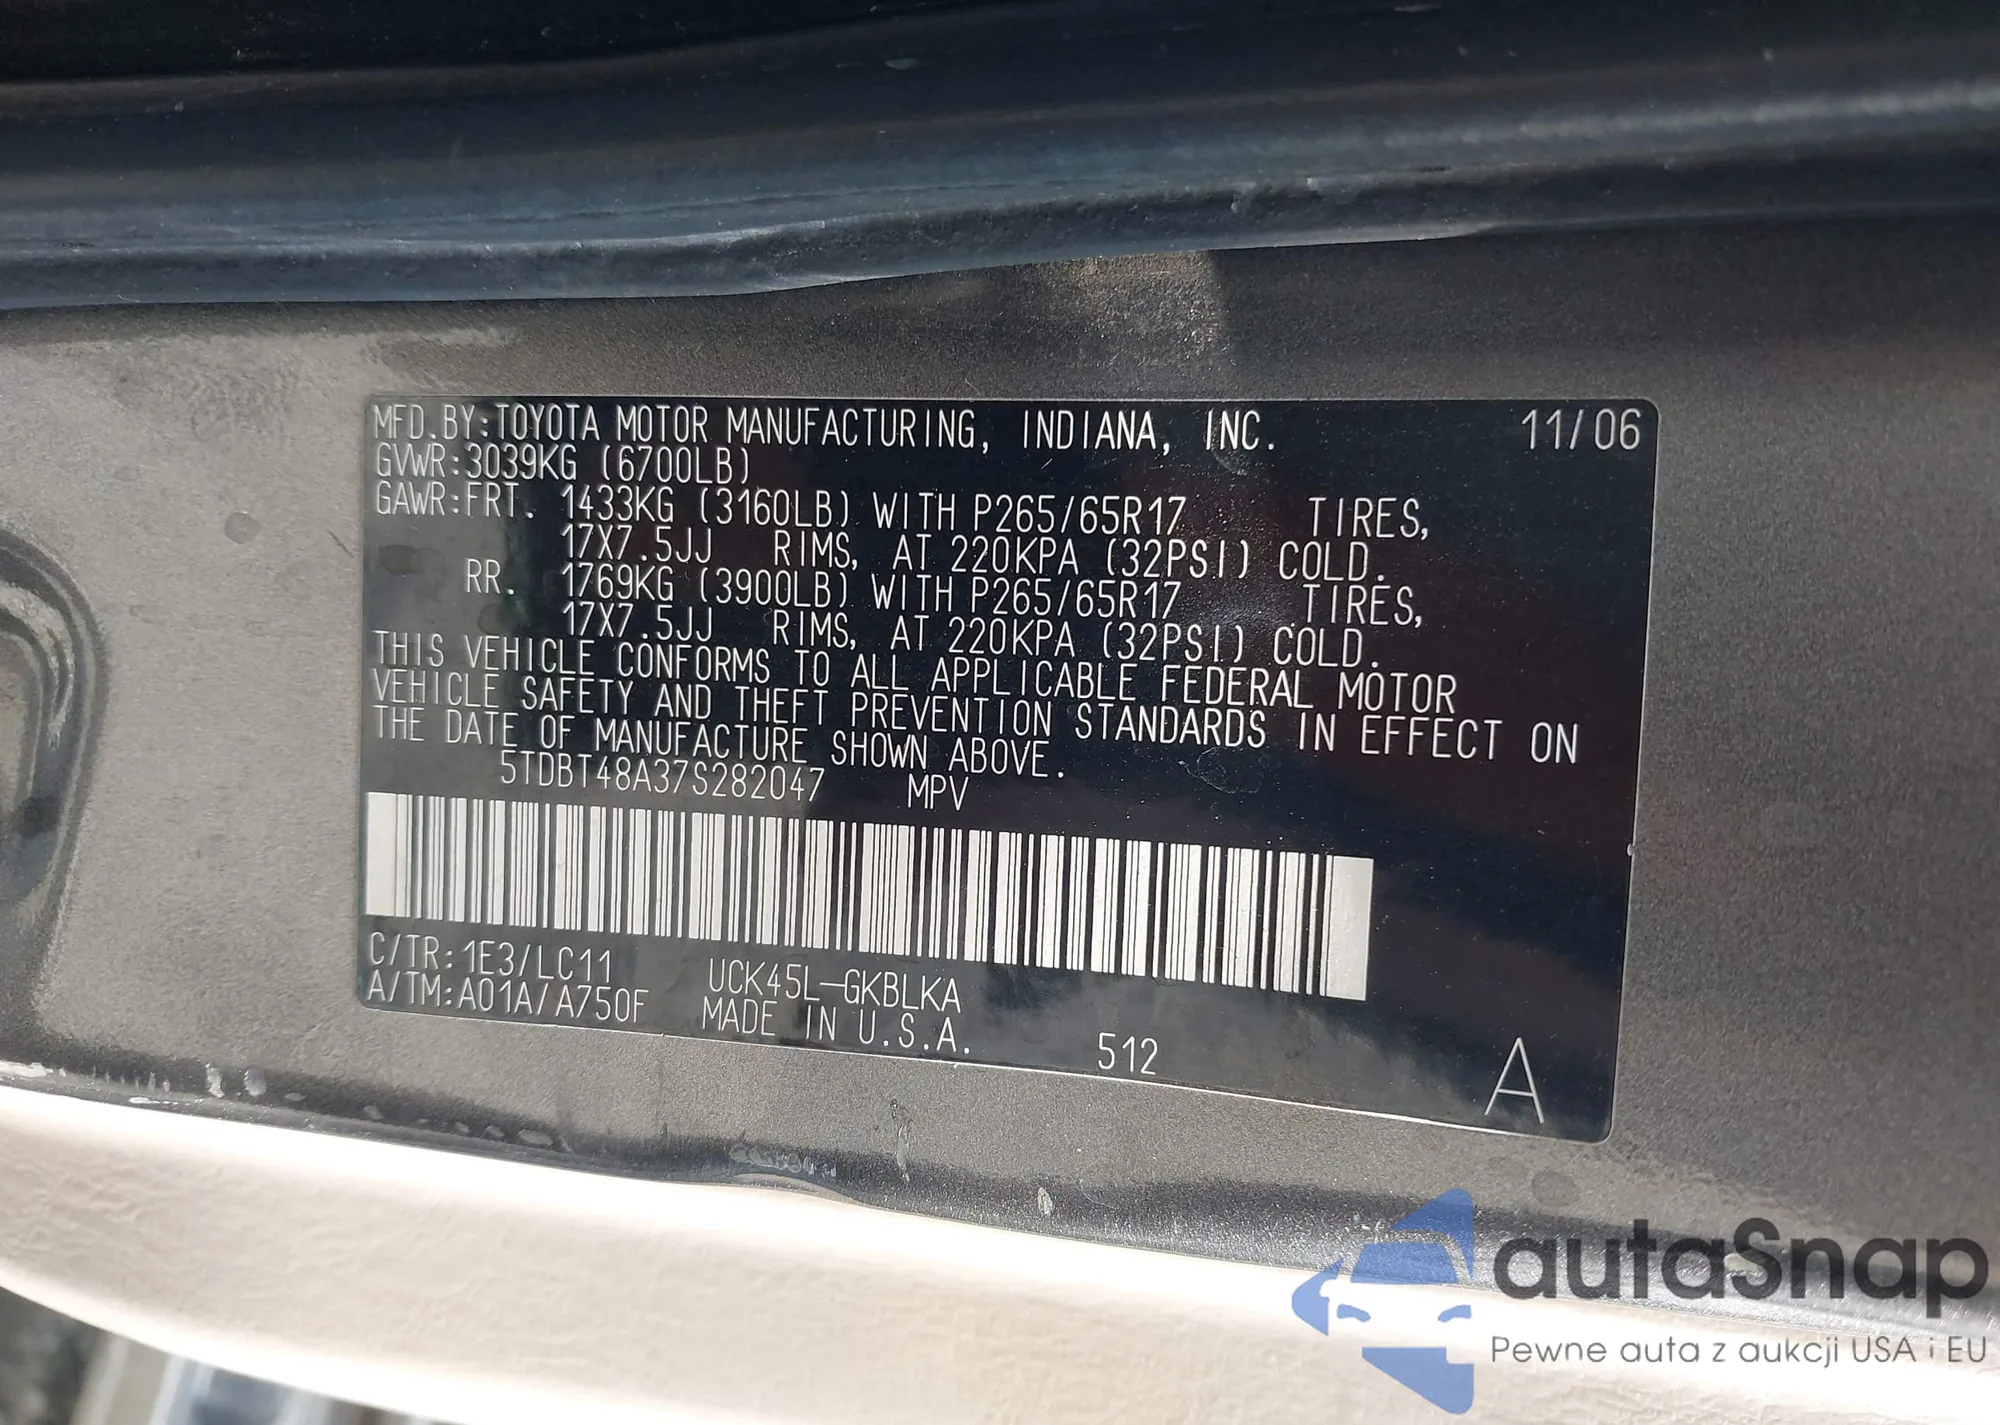 MFD.BY:TOYOTA MOTOR MANUFACTURING, INDIANA, INC. 11/06
GVWR:3039KG (6700LB)
GAWR:FRT. 1433KG (3160LB) WITH P265/65R17 TIRES,
17X7.5JJ RIMS, AT 220KPA (32PSI) COLD.
RR. 1769KG (3900LB) WITH P265/65R17 TIRES,
17X7.5JJ RIMS, AT 220KPA (32PSI) COLD.
THIS VEHICLE CONFORMS TO ALL APPLICABLE FEDERAL MOTOR
VEHICLE SAFETY AND THEFT PREVENTION STANDARDS IN EFFECT ON
THE DATE OF MANUFACTURE SHOWN ABOVE.
5TDBT48A37S282047 MPV
C/TR:1E3/LC11 UCK45L-GKBLKA
A/TM:A01A/A750F MADE IN U.S.A. 512 A
autaSnap
Pewne auta z aukcji USA i EU